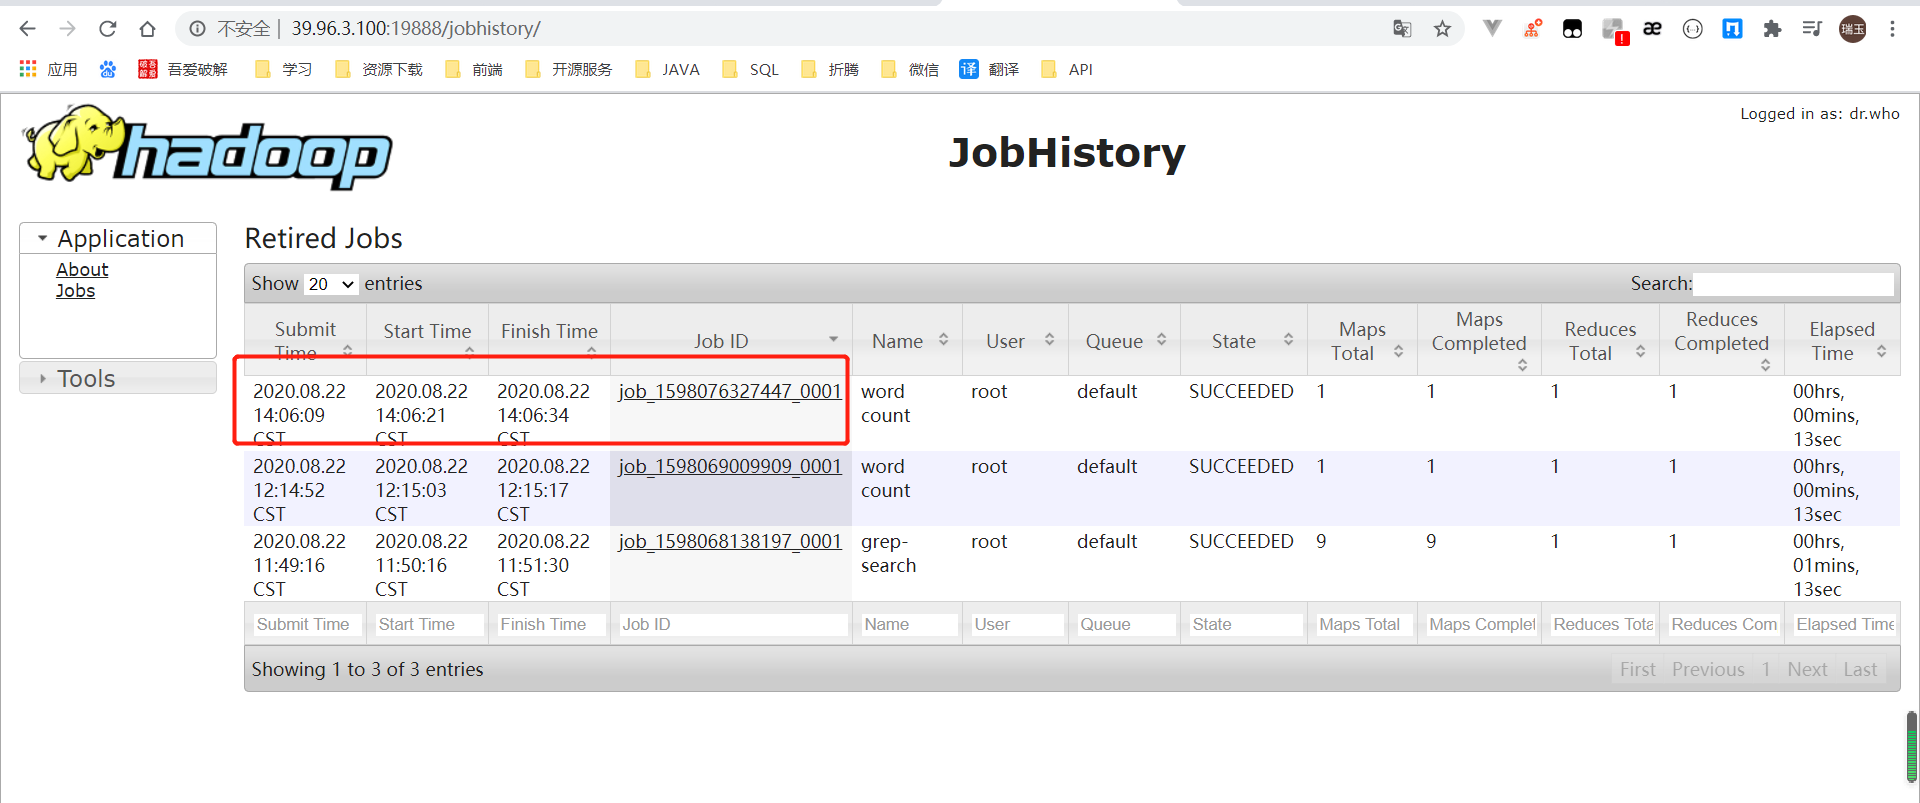 不安全 | 39.96.3.100:19888/jobhistory/
瑞玉
应用 吾爱破解 学习 资源下载 前端 开源服务 JAVA SQL 折腾 微信 译 翻译 API
hadoop
Logged in as: dr.who
JobHistory
Application
About
Jobs
Tools
Retired Jobs
Show 20 entries
Search:
Submit Time Start Time Finish Time Job ID Name User Queue State Maps Total Maps Completed Reduces Total Reduces Completed Elapsed Time
2020.08.22 14:06:09 CST 2020.08.22 14:06:21 CST 2020.08.22 14:06:34 CST job_1598076327447_0001 word count root default SUCCEEDED 1 1 1 1 00hrs, 00mins, 13sec
2020.08.22 12:14:52 CST 2020.08.22 12:15:03 CST 2020.08.22 12:15:17 CST job_1598069009909_0001 word count root default SUCCEEDED 1 1 1 1 00hrs, 00mins, 13sec
2020.08.22 11:49:16 CST 2020.08.22 11:50:16 CST 2020.08.22 11:51:30 CST job_1598068138197_0001 grep-search root default SUCCEEDED 9 9 1 1 00hrs, 01mins, 13sec
Submit Time Start Time Finish Time Job ID Name User Queue State Maps Total Maps Complet Reduces Tota Reduces Com Elapsed Time
Showing 1 to 3 of 3 entries
First Previous 1 Next Last